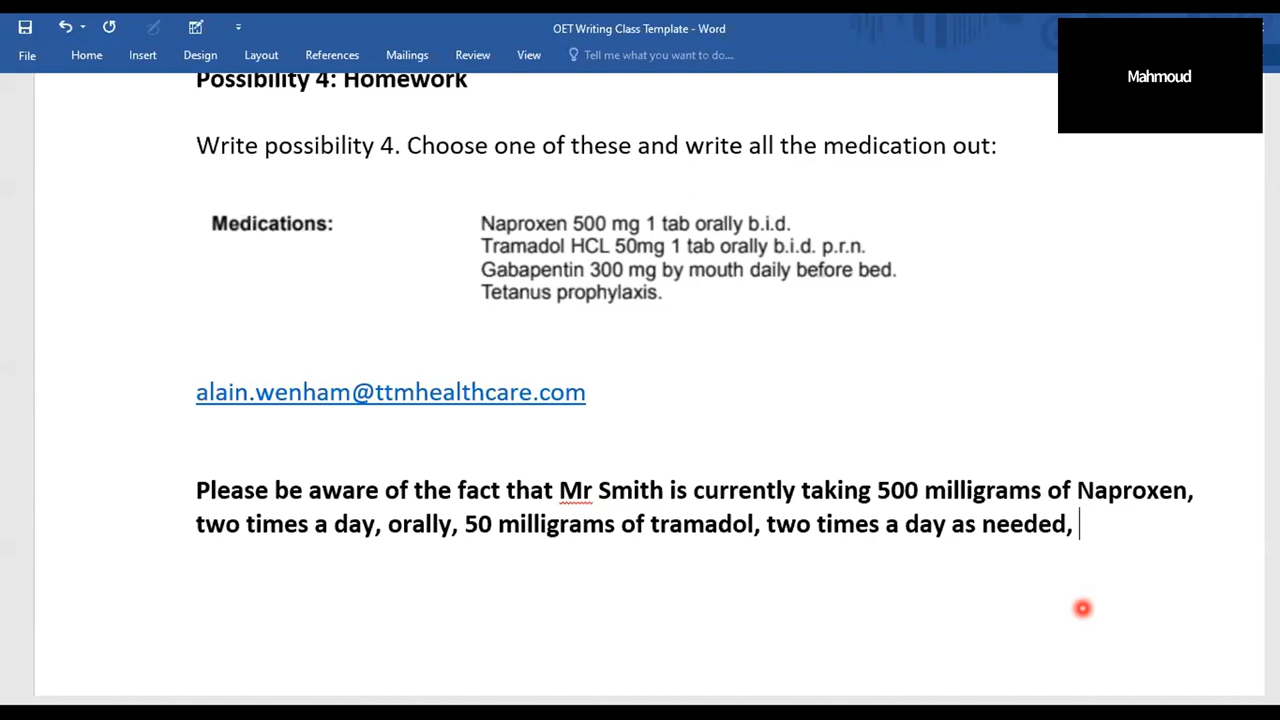 OET Writing Class Template - Word
File Home Insert Design Layout References Mailings Review View Tell me what you want to do...
Mahmoud
Possibility 4: Homework
Write possibility 4. Choose one of these and write all the medication out:
Medications: Naproxen 500 mg 1 tab orally b.i.d.
Tramadol HCL 50mg 1 tab orally b.i.d. p.r.n.
Gabapentin 300 mg by mouth daily before bed.
Tetanus prophylaxis.
alain.wenham@ttmhealthcare.com
Please be aware of the fact that Mr Smith is currently taking 500 milligrams of Naproxen,
two times a day, orally, 50 milligrams of tramadol, two times a day as needed,